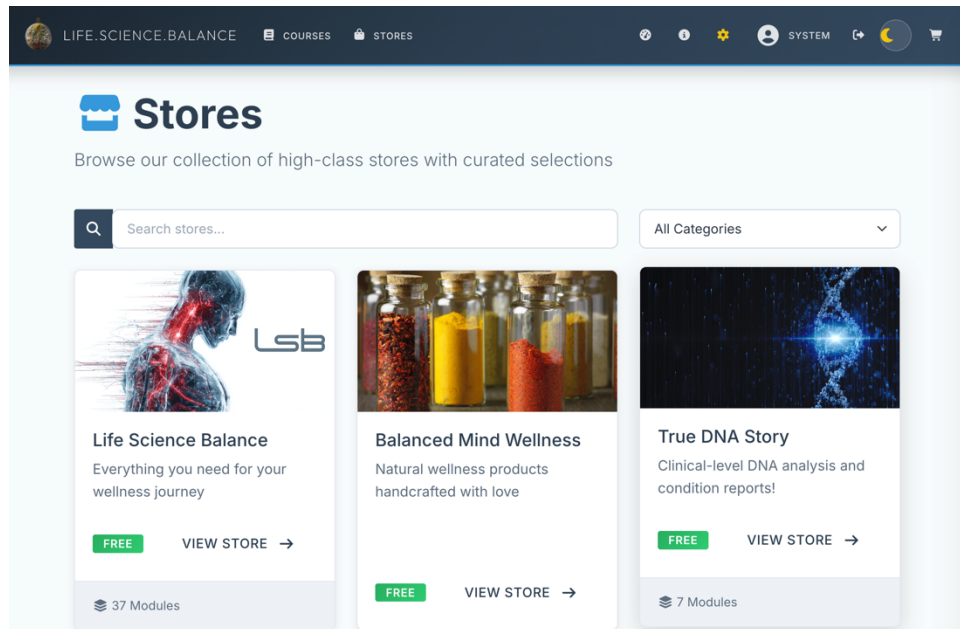 LIFE.SCIENCE.BALANCE COURSES STORES SYSTEM
Stores
Browse our collection of high-class stores with curated selections
Search stores...
All Categories
Lsb
Life Science Balance
Everything you need for your
wellness journey
FREE VIEW STORE →
37 Modules
Balanced Mind Wellness
Natural wellness products
handcrafted with love
FREE VIEW STORE →
True DNA Story
Clinical-level DNA analysis and
condition reports!
FREE VIEW STORE →
7 Modules